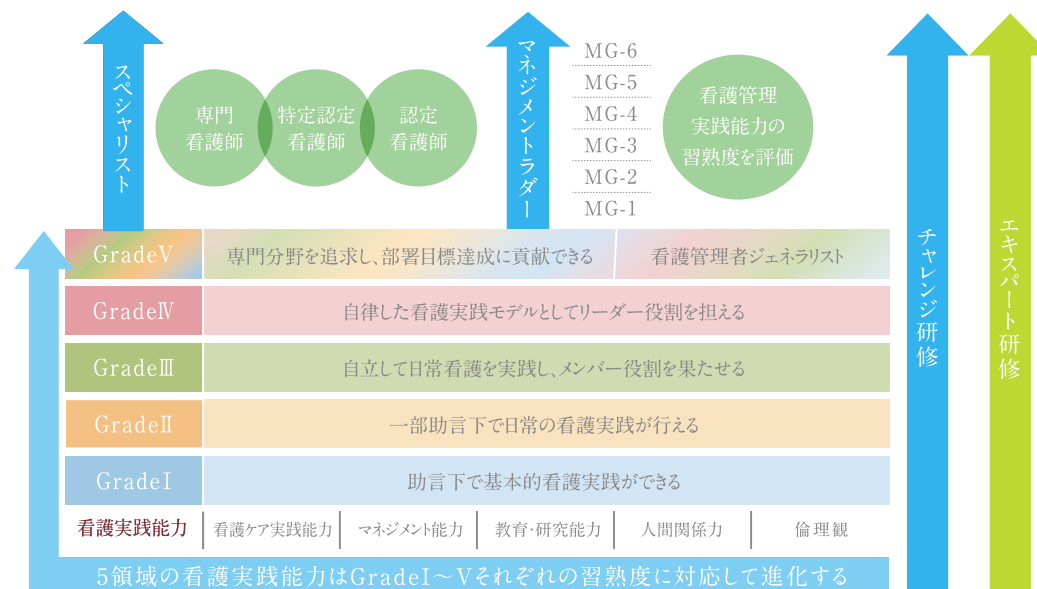 スペシャリスト
専門
看護師
特定認定
看護師
認定
看護師
マネジメントラダー
MG-6
MG-5
MG-4
MG-3
MG-2
MG-1
看護管理
実践能力の
習熟度を評価
チャレンジ研修
エキスパート研修
GradeⅤ
専門分野を追求し、部署目標達成に貢献できる
看護管理者ジェネラリスト
GradeⅣ
自律した看護実践モデルとしてリーダー役割を担える
GradeⅢ
自立して日常看護を実践し、メンバー役割を果たせる
GradeⅡ
一部助言下で日常の看護実践が行える
GradeⅠ
助言下で基本的看護実践ができる
看護実践能力
看護ケア実践能力
マネジメント能力
教育・研究能力
人間関係力
倫理観
5領域の看護実践能力はGradeⅠ～Ⅴそれぞれの習熟度に対応して進化する